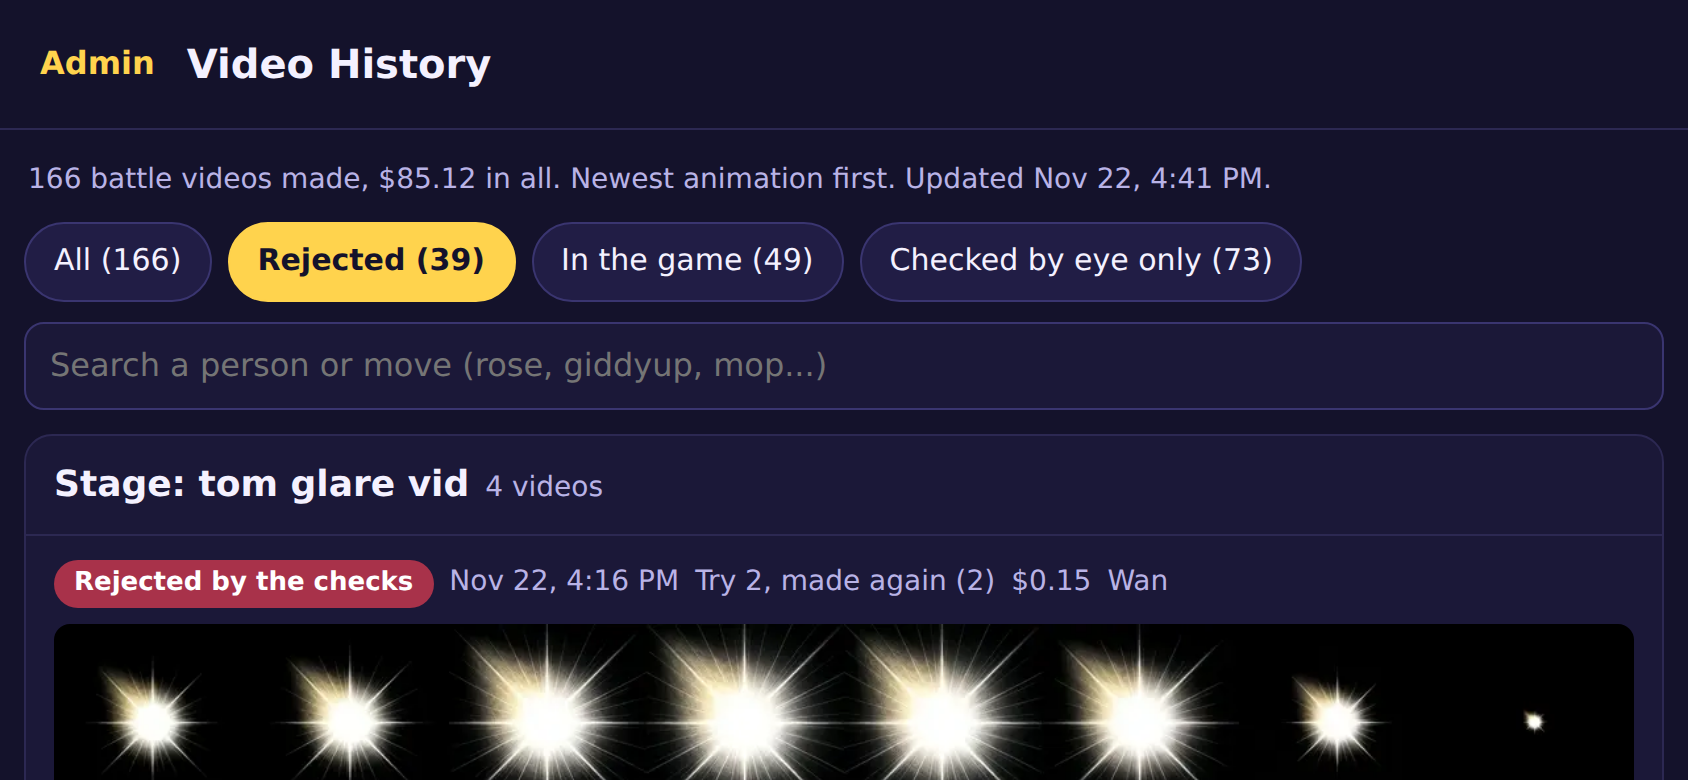 Admin Video History
166 battle videos made, $85.12 in all. Newest animation first. Updated Nov 22, 4:41 PM.
All (166) Rejected (39) In the game (49) Checked by eye only (73)
Search a person or move (rose, giddyup, mop...)
Stage: tom glare vid 4 videos
Rejected by the checks Nov 22, 4:16 PM Try 2, made again (2) $0.15 Wan